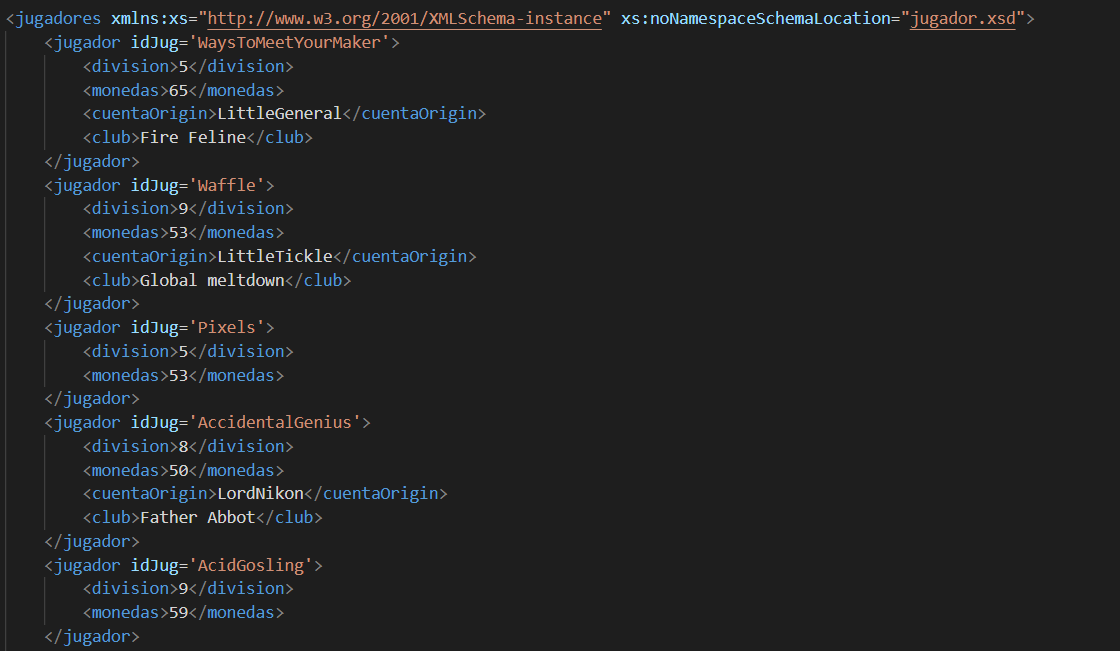 <jugadores xmlns:xs="http://www.w3.org/2001/XMLSchema-instance" xs:noNamespaceSchemaLocation="jugador.xsd">
<jugador idJug='WaysToMeetYourMaker'>
<division>5</division>
<monedas>65</monedas>
<cuentaOrigin>LittleGeneral</cuentaOrigin>
<club>Fire Feline</club>
</jugador>
<jugador idJug='Waffle'>
<division>9</division>
<monedas>53</monedas>
<cuentaOrigin>LittleTickle</cuentaOrigin>
<club>Global meltdown</club>
</jugador>
<jugador idJug='Pixels'>
<division>5</division>
<monedas>53</monedas>
</jugador>
<jugador idJug='AccidentalGenius'>
<division>8</division>
<monedas>50</monedas>
<cuentaOrigin>LordNikon</cuentaOrigin>
<club>Father Abbot</club>
</jugador>
<jugador idJug='AcidGosling'>
<division>9</division>
<monedas>59</monedas>
</jugador>